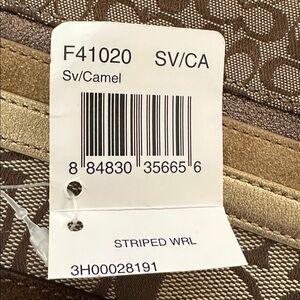 F41020 SV/CA
Sv/Camel
8 84830 35665 6
STRIPED WRL
3H00028191